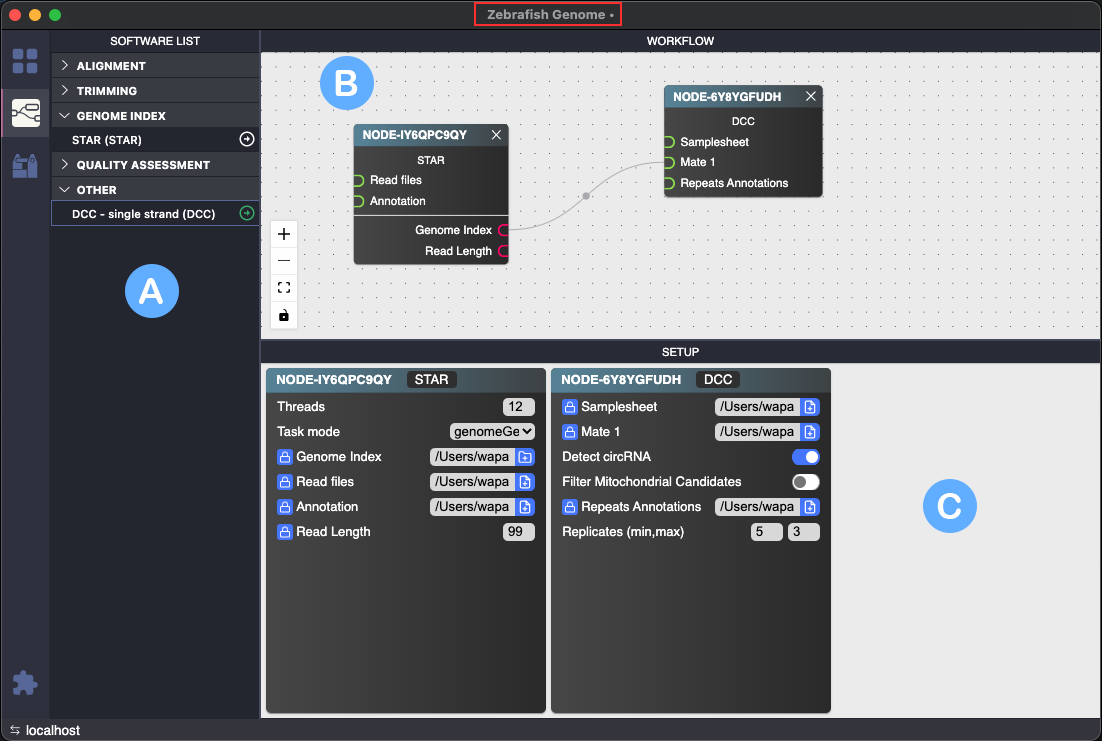 Zebrafish Genome •
SOFTWARE LIST
ALIGNMENT
TRIMMING
GENOME INDEX
STAR (STAR)
QUALITY ASSESSMENT
OTHER
DCC - single strand (DCC)
A
WORKFLOW
B
NODE-IY6QPC9QY
STAR
Read files
Annotation
Genome Index
Read Length
NODE-6Y8YGFUDH
DCC
Samplesheet
Mate 1
Repeats Annotations
SETUP
NODE-IY6QPC9QY STAR
Threads 12
Task mode genomeGe
Genome Index /Users/wapa
Read files /Users/wapa
Annotation /Users/wapa
Read Length 99
NODE-6Y8YGFUDH DCC
Samplesheet /Users/wapa
Mate 1 /Users/wapa
Detect circRNA
Filter Mitochondrial Candidates
Repeats Annotations /Users/wapa
Replicates (min,max) 5 3
C
localhost